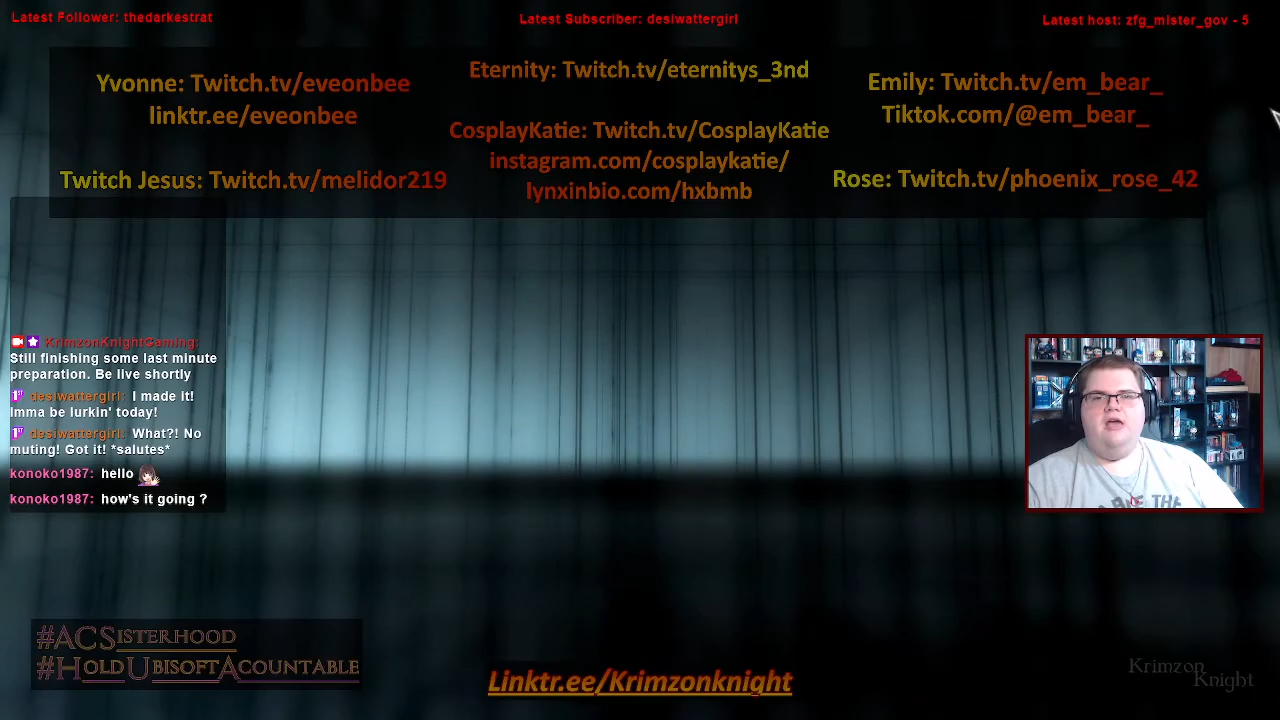 Latest Follower: thedarkestrat
Latest Subscriber: desiwattergirl
Latest host: zfg_mister_gov - 5
Yvonne: Twitch.tv/eveonbee
linktr.ee/eveonbee
Twitch Jesus: Twitch.tv/melidor219
Eternity: Twitch.tv/eternitys_3nd
CosplayKatie: Twitch.tv/CosplayKatie
instagram.com/cosplaykatie/
lynxinbio.com/hxbmb
Emily: Twitch.tv/em_bear_
Tiktok.com/@em_bear_
Rose: Twitch.tv/phoenix_rose_42
KrimzonKnightGaming:
Still finishing some last minute
preparation. Be live shortly
desiwattergirl: I made it!
Imma be lurkin' today!
desiwattergirl: What?! No
muting! Got it! *salutes*
konoko1987: hello
konoko1987: how's it going ?
#ACSisterhood
#HoldUbisoftAcountable
Linktr.ee/Krimzonknight
Krimzon
Knight